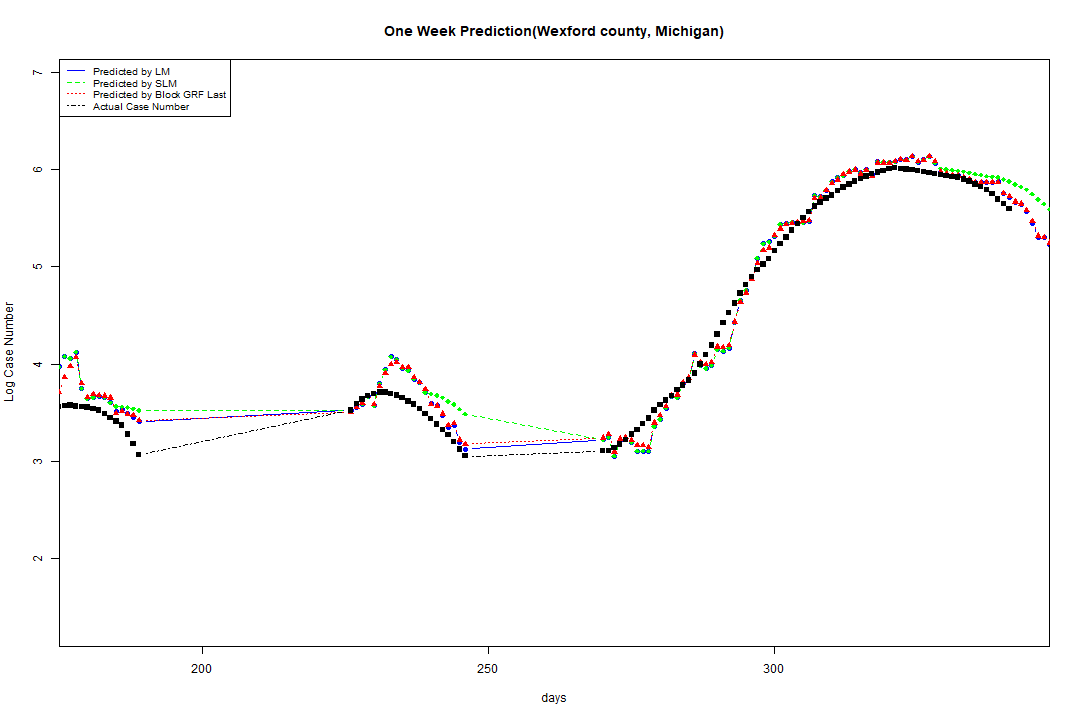 One Week Prediction(Wexford county, Michigan)
Predicted by LM
Predicted by SLM
Predicted by Block GRF Last
Actual Case Number
7
6
5
4
3
2
Log Case Number
200
250
300
days